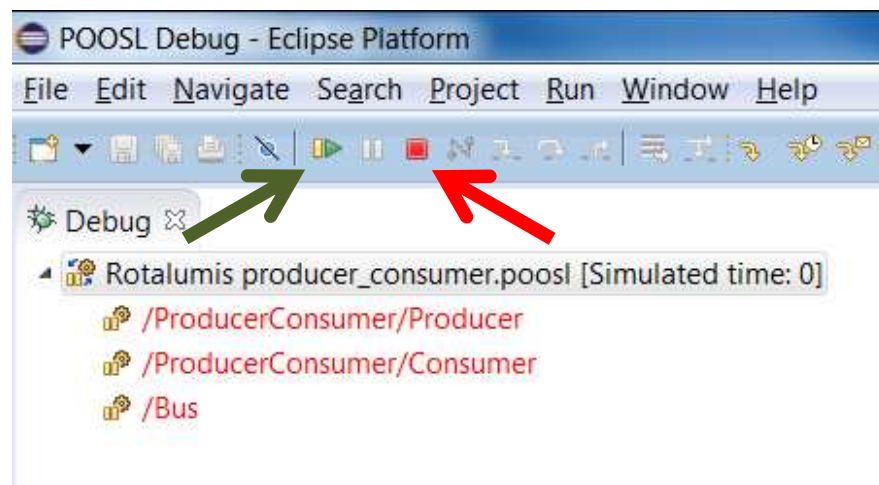 POOSL Debug - Eclipse Platform
File Edit Navigate Search Project Run Window Help
Debug
Rotalumis producer_consumer.poosl [Simulated time: 0]
/ProducerConsumer/Producer
/ProducerConsumer/Consumer
/Bus